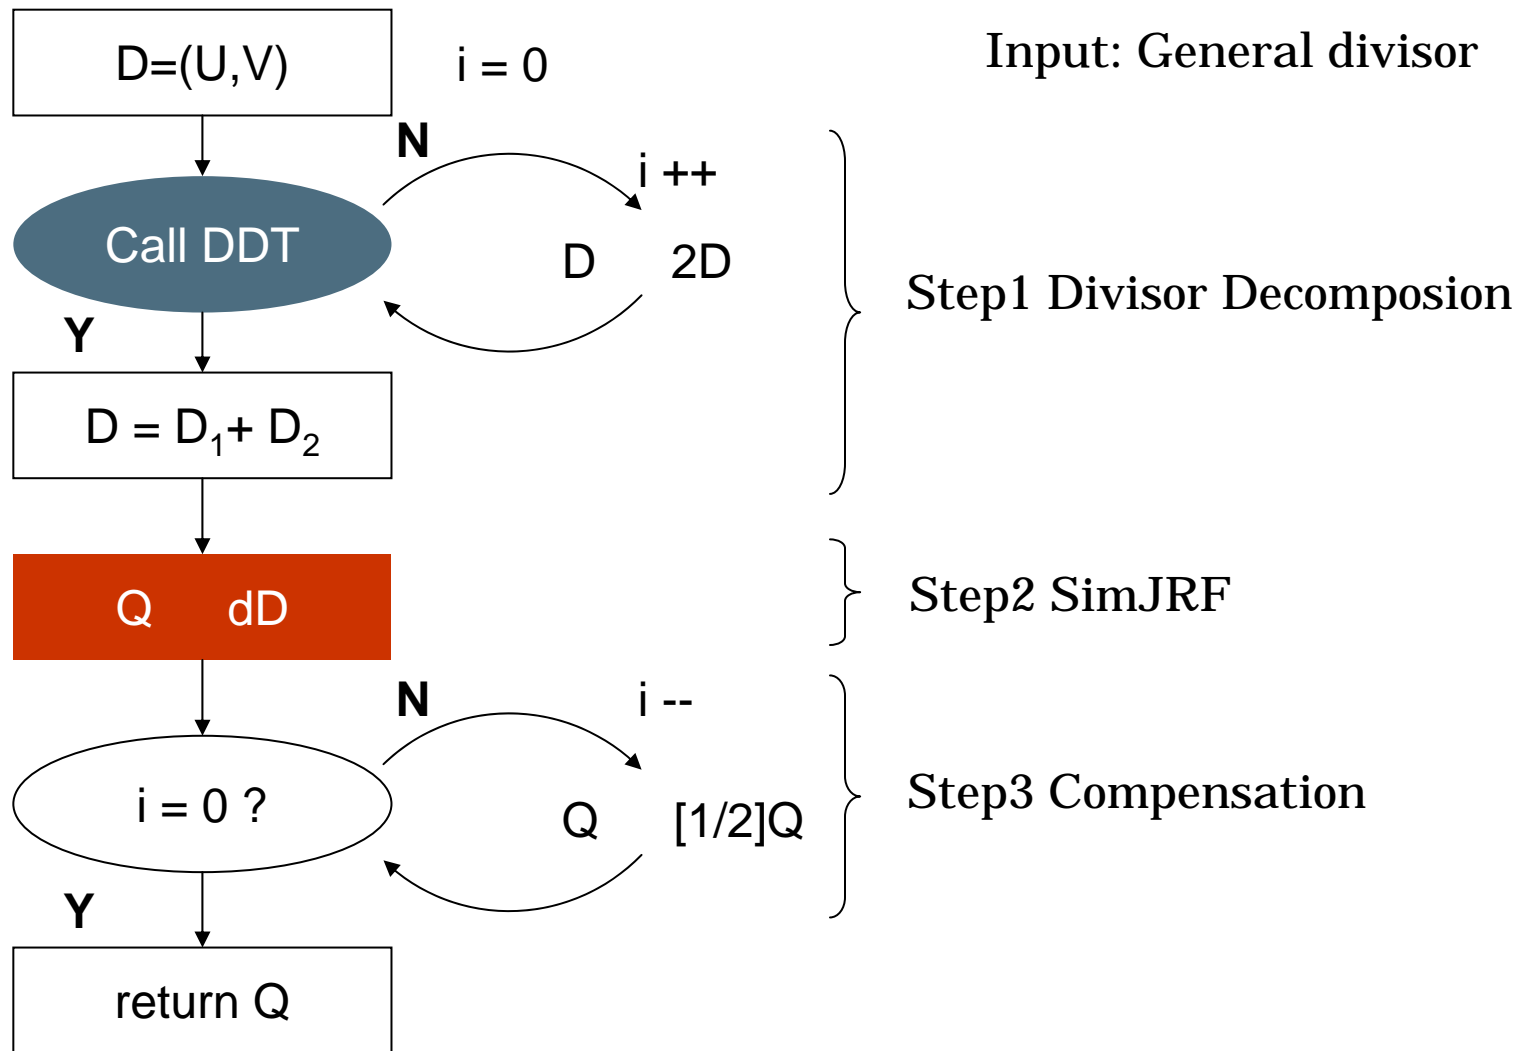 D=(U,V)
i = 0
Input: General divisor
N
i ++
Call DDT
D 2D
Step1 Divisor Decomposion
Y
D = D₁+ D₂
Q dD
Step2 SimJRF
N
i --
i = 0 ?
Q [1/2]Q
Step3 Compensation
Y
return Q